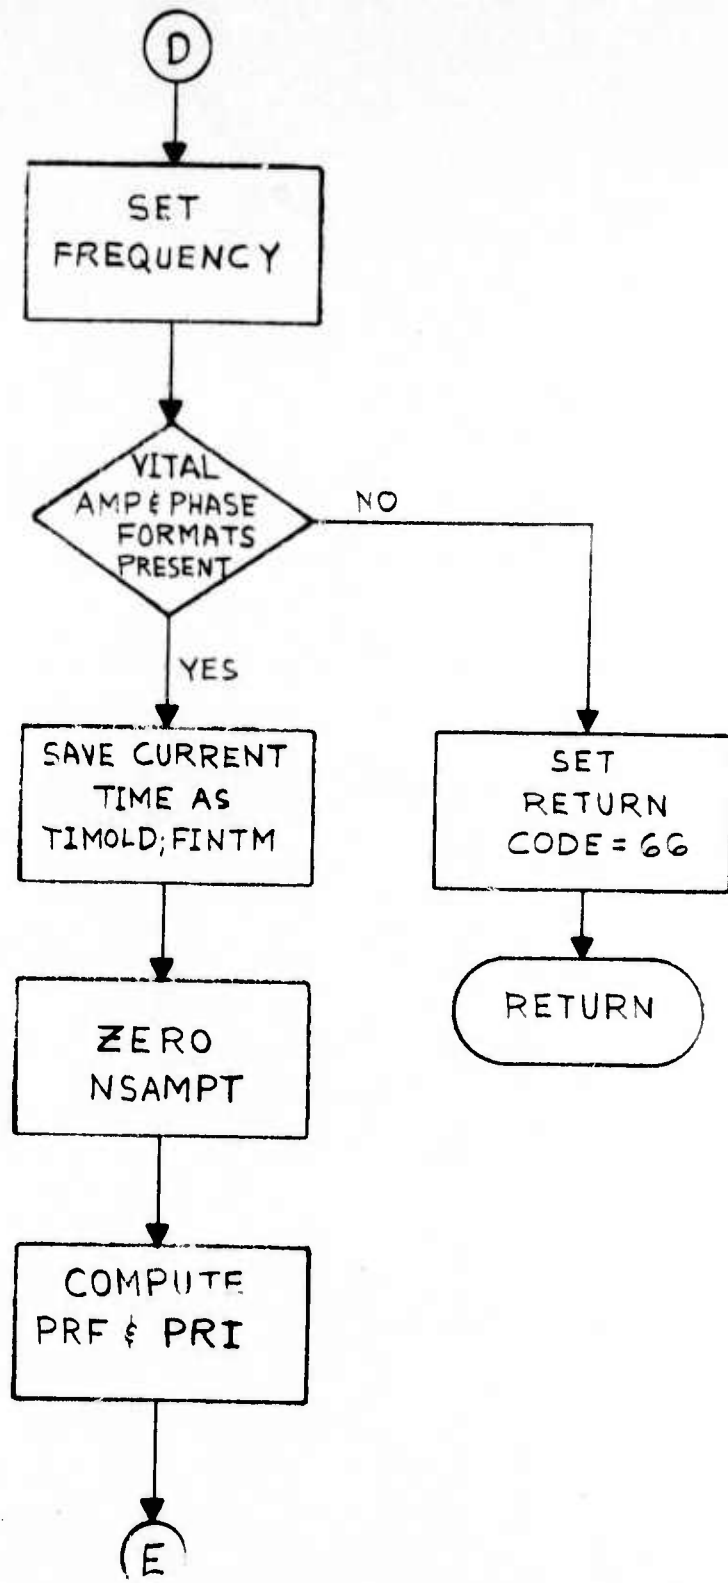 D
SET
FREQUENCY
VITAL
AMP & PHASE
FORMATS
PRESENT
NO
YES
SAVE CURRENT
TIME AS
TIMOLD;FINTM
SET
RETURN
CODE = 66
ZERO
NSAMPT
RETURN
COMPUTE
PRF & PRI
E